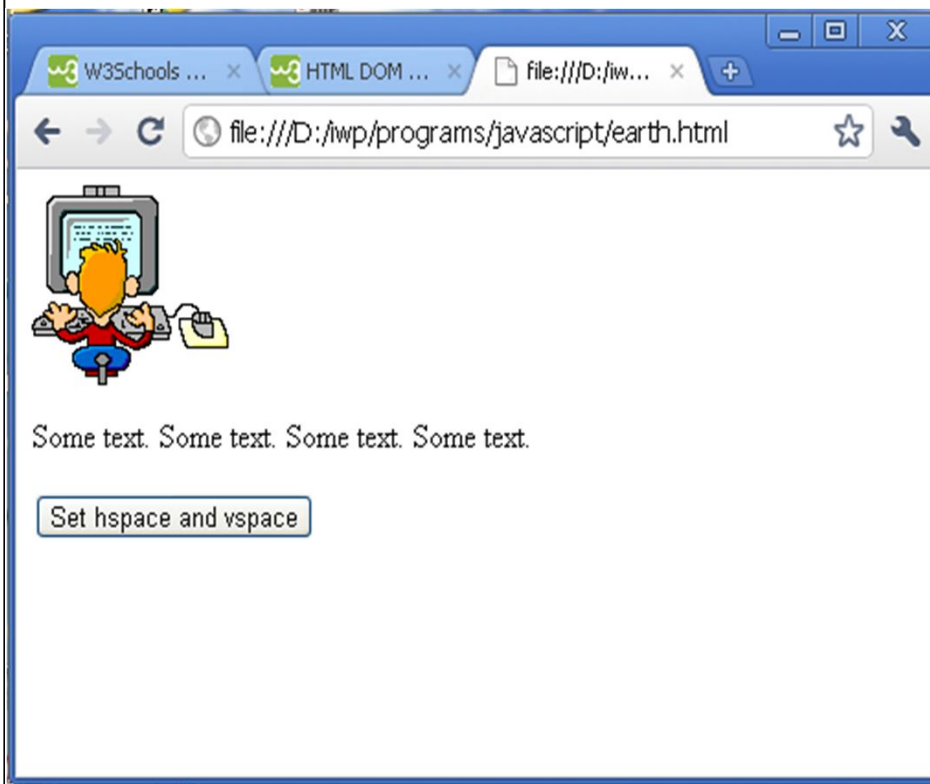 W3Schools ... HTML DOM ... file:///D:/iw...
file:///D:/iwp/programs/javascript/earth.html
Some text. Some text. Some text. Some text.
Set hspace and vspace